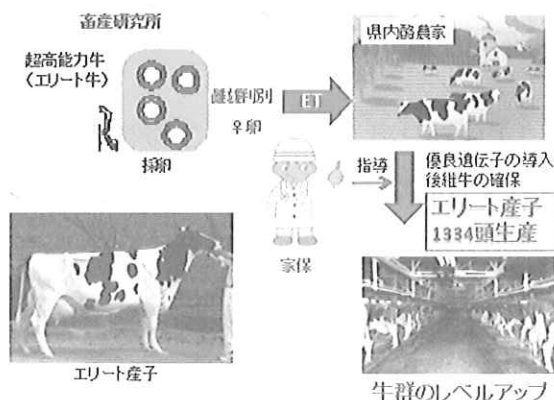 畜産研究所
超高能力牛
〈エリート牛〉
採卵
雌雄判別
♀卵
ET
県内酪農家
指導
家保
優良遺伝子の導入
後継牛の確保
エリート産子
1334頭生産
エリート産子
牛群のレベルアップ